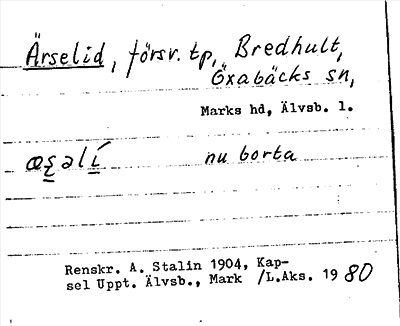 Ärselid, försv. tp, Bredhult,
Öxabäcks sn,
Marks hd, Älvsb. l.
æʂəlí nu borta
Renskr. A. Stalin 1904, Kap-
sel Uppt. Älvsb., Mark /L.Aks. 1980